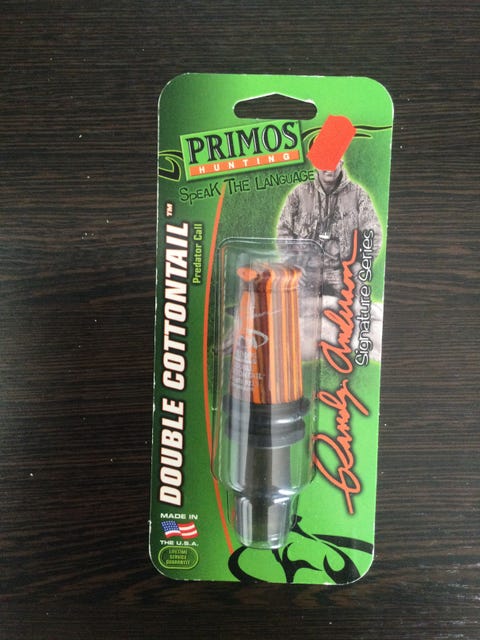 PRIMOS
HUNTING
SPEAK THE LANGUAGE
DOUBLE COTTONTAIL™
Predator Call
Randy Anderson
Signature Series
MADE IN
THE U.S.A.
LIFETIME
SERVICE
GUARANTEE